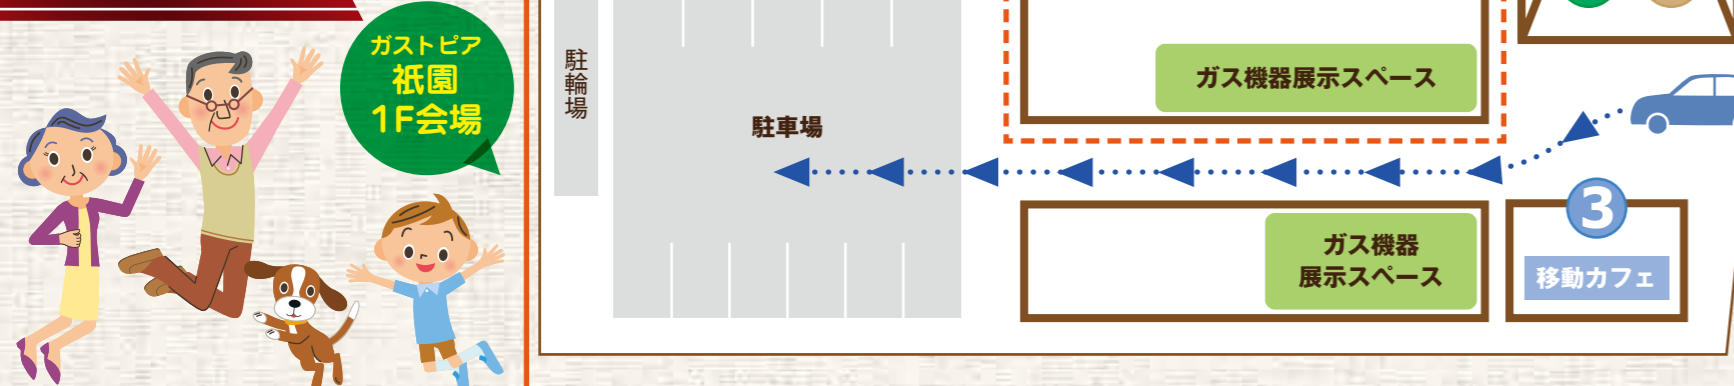 ガストピア
祇園
1F会場
駐輪場
駐車場
ガス機器展示スペース
ガス機器
展示スペース
3
移動カフェ